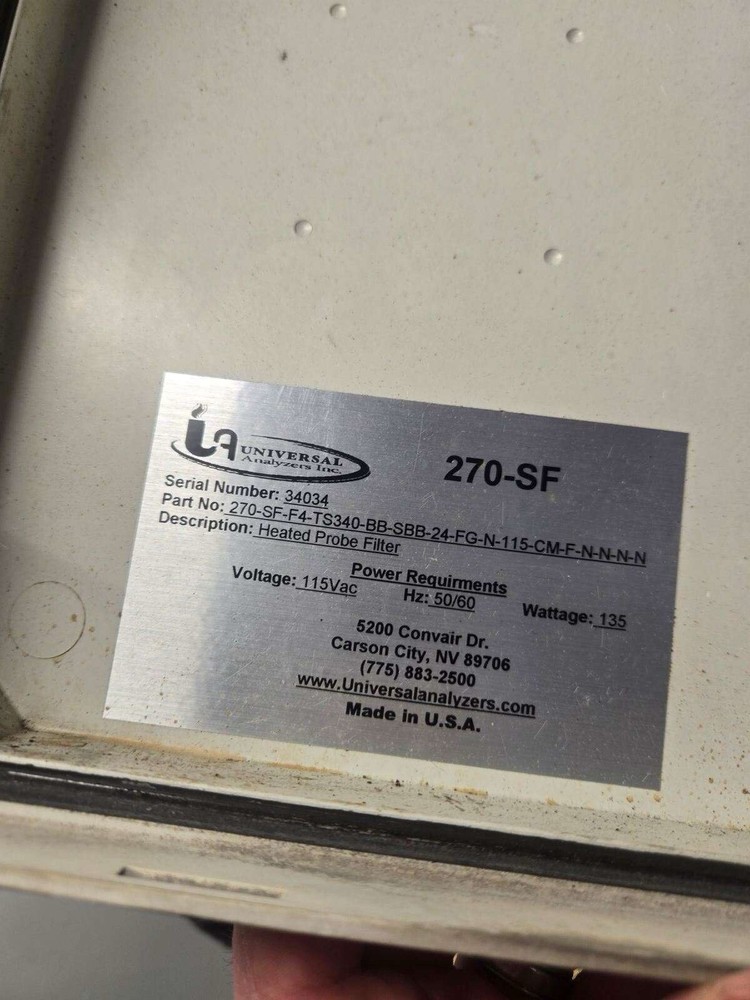 UA UNIVERSAL
Analyzers Inc.
270-SF
Serial Number: 34034
Part No: 270-SF-F4-TS340-BB-SBB-24-FG-N-115-CM-F-N-N-N-N
Description: Heated Probe Filter
Power Requirments
Voltage: 115Vac Hz: 50/60 Wattage: 135
5200 Convair Dr.
Carson City, NV 89706
(775) 883-2500
www.Universalanalyzers.com
Made in U.S.A.